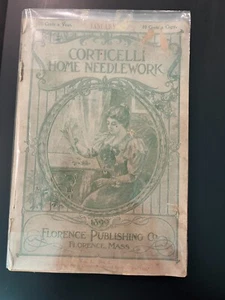 CORTICELLI
HOME NEEDLEWORK
1899
FLORENCE PUBLISHING CO.
FLORENCE, MASS.